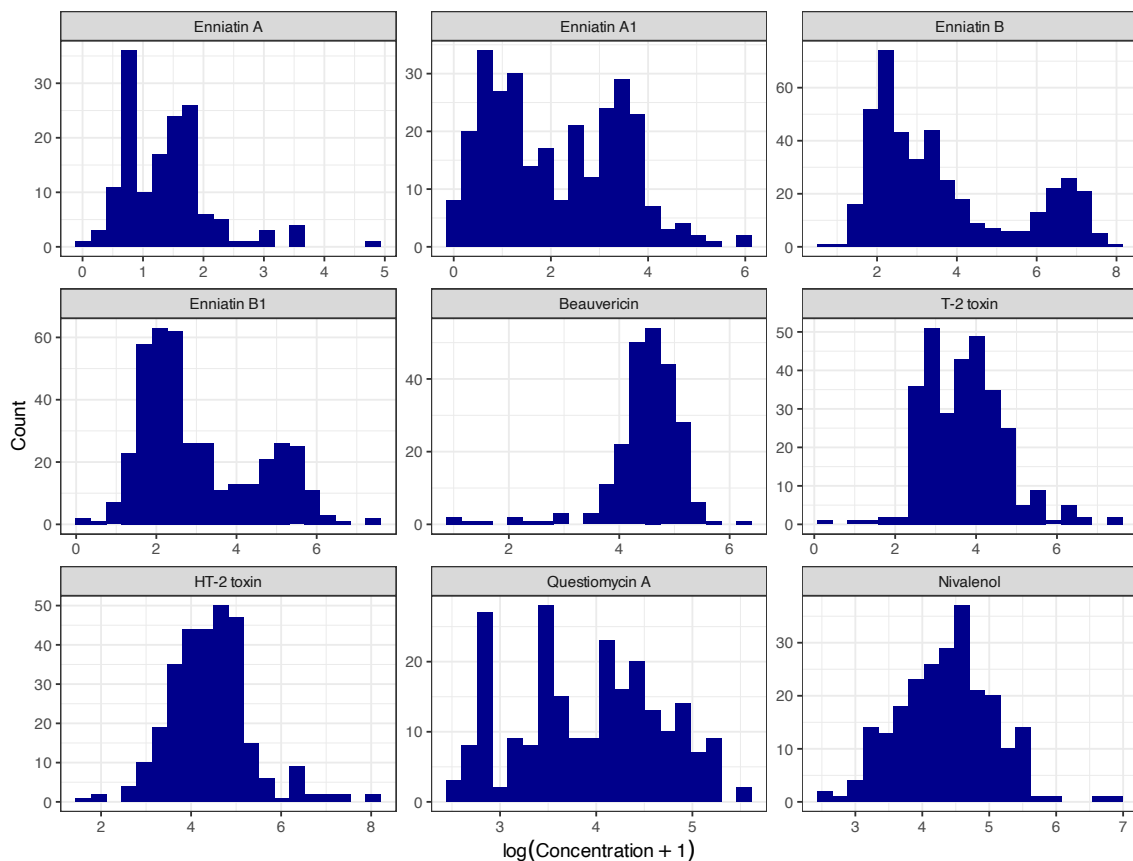 Enniatin A
Enniatin A1
Enniatin B
30
20
10
0
0 1 2 3 4 5
30
20
10
0
0 2 4 6
60
40
20
0
2 4 6 8
Enniatin B1
Beauvericin
T-2 toxin
60
40
20
0
0 2 4 6
40
20
0
2 4 6
50
40
30
20
10
0
0 2 4 6
HT-2 toxin
Questiomycin A
Nivalenol
50
40
30
20
10
0
2 4 6 8
20
10
0
3 4 5
30
20
10
0
3 4 5 6 7
Count
log(Concentration + 1)